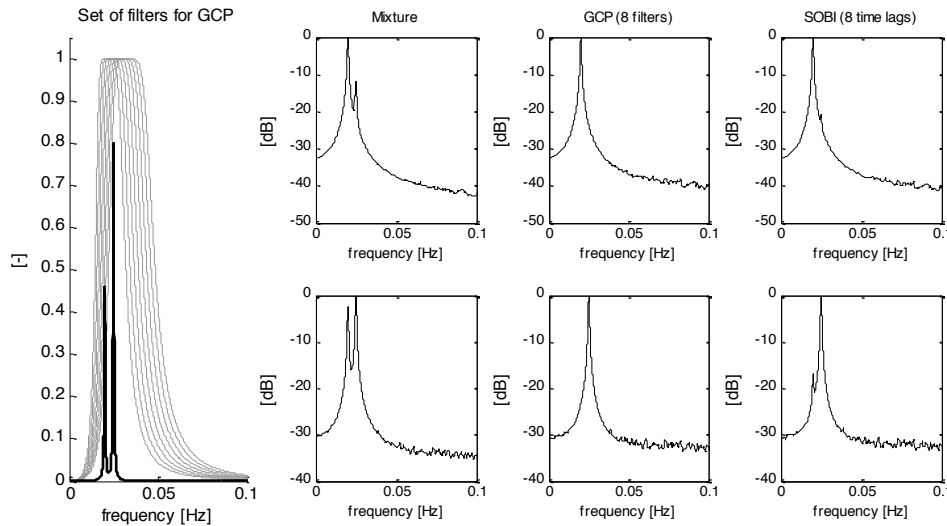 Set of filters for GCP
1
0.9
0.8
0.7
0.6
0.5
0.4
0.3
0.2
0.1
0
[-]
0 0.05 0.1
frequency [Hz]
Mixture
0
-10
-20
-30
-40
-50
[dB]
0 0.05 0.1
frequency [Hz]
GCP (8 filters)
0
-10
-20
-30
-40
-50
[dB]
0 0.05 0.1
frequency [Hz]
SOBI (8 time lags)
0
-10
-20
-30
-40
-50
[dB]
0 0.05 0.1
frequency [Hz]
0
-10
-20
-30
-40
[dB]
0 0.05 0.1
frequency [Hz]
0
-10
-20
-30
-40
[dB]
0 0.05 0.1
frequency [Hz]
0
-10
-20
-30
-40
[dB]
0 0.05 0.1
frequency [Hz]